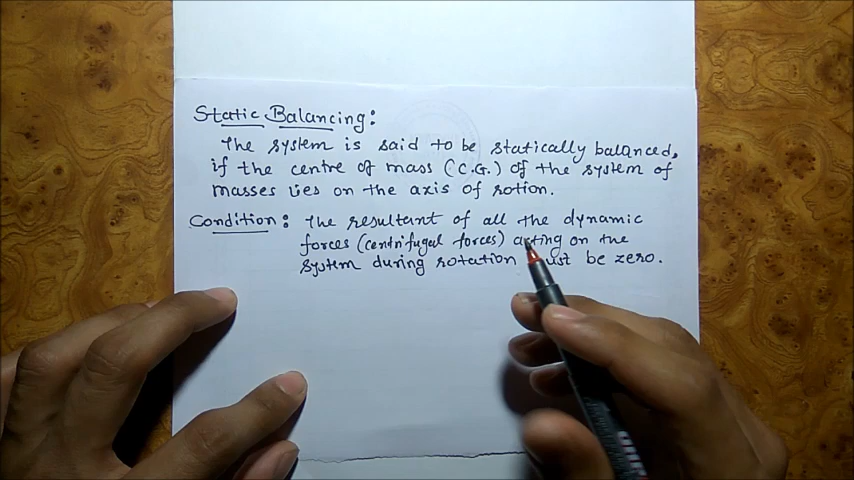 Static Balancing:
The system is said to be statically balanced,
if the centre of mass (C.G.) of the system of
masses lies on the axis of rotion.
Condition: The resultant of all the dynamic
forces (centrifugal forces) acting on the
system during rotation must be zero.